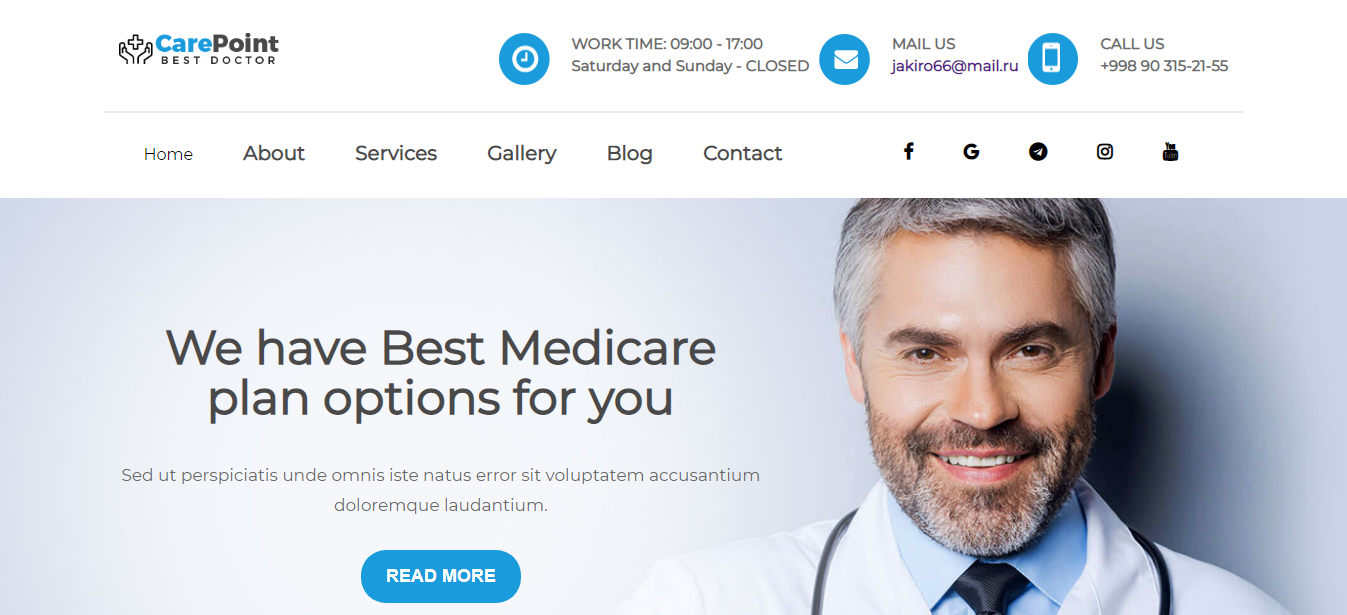 CarePoint
BEST DOCTOR
WORK TIME: 09:00 - 17:00
Saturday and Sunday - CLOSED
MAIL US
jakiro66@mail.ru
CALL US
+998 90 315-21-55
Home
About
Services
Gallery
Blog
Contact
We have Best Medicare
plan options for you
Sed ut perspiciatis unde omnis iste natus error sit voluptatem accusantium
doloremque laudantium.
READ MORE